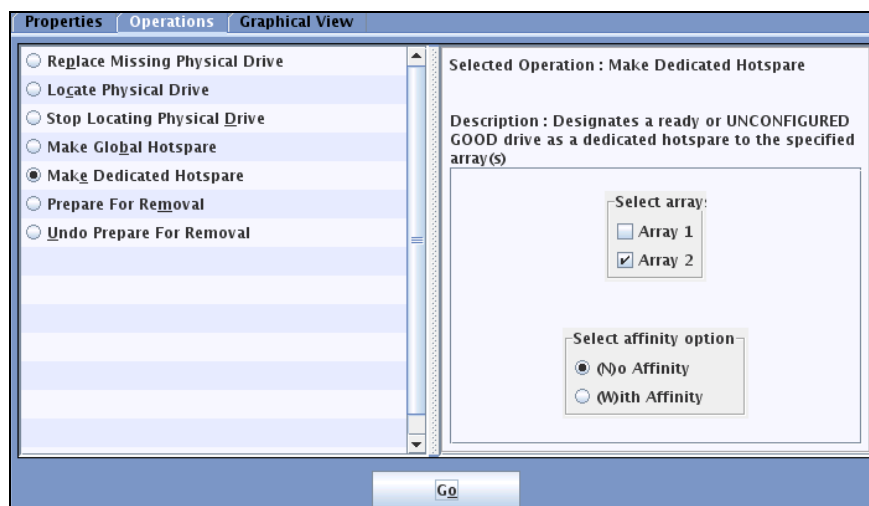 Properties Operations Graphical View
Replace Missing Physical Drive
Locate Physical Drive
Stop Locating Physical Drive
Make Global Hotspare
Make Dedicated Hotspare
Prepare For Removal
Undo Prepare For Removal
Selected Operation : Make Dedicated Hotspare
Description : Designates a ready or UNCONFIGURED
GOOD drive as a dedicated hotspare to the specified
array(s)
Select array
Array 1
Array 2
Select affinity option
(N)o Affinity
(W)ith Affinity
Go